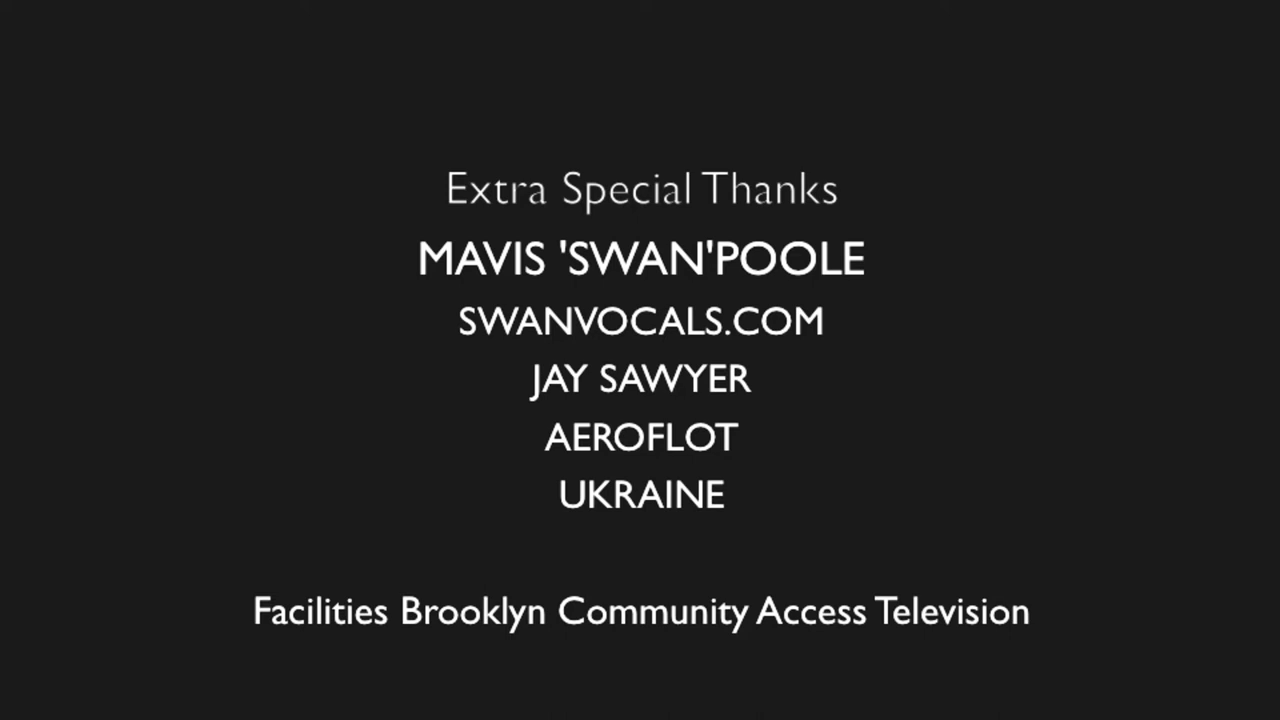 Extra Special Thanks
MAVIS 'SWAN'POOLE
SWANVOCALS.COM
JAY SAWYER
AEROFLOT
UKRAINE
Facilities Brooklyn Community Access Television